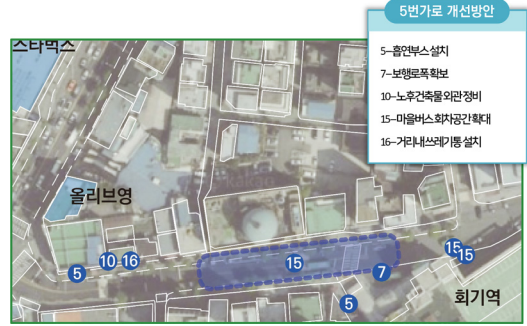 5번가로 개선방안
5-흡연부스 설치
7-보행로폭 확보
10-노후건축물 외관 정비
15-마을버스 회차공간 확대
16-거리내 쓰레기통 설치
스타벅스
올리브영
kakao
5
10
16
15
7
15
15
5
회기역